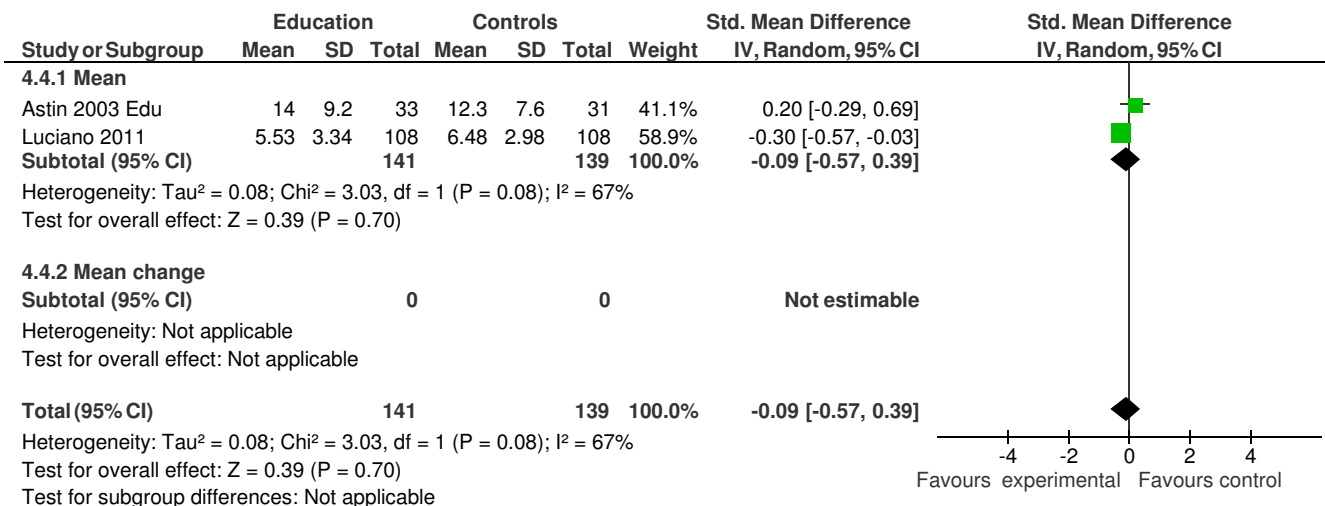 Education Controls Std. Mean Difference Std. Mean Difference
Study or Subgroup Mean SD Total Mean SD Total Weight IV, Random, 95% CI IV, Random, 95% CI
4.4.1 Mean
Astin 2003 Edu 14 9.2 33 12.3 7.6 31 41.1% 0.20 [-0.29, 0.69]
Luciano 2011 5.53 3.34 108 6.48 2.98 108 58.9% -0.30 [-0.57, -0.03]
Subtotal (95% CI) 141 139 100.0% -0.09 [-0.57, 0.39]
Heterogeneity: Tau² = 0.08; Chi² = 3.03, df = 1 (P = 0.08); I² = 67%
Test for overall effect: Z = 0.39 (P = 0.70)
4.4.2 Mean change
Subtotal (95% CI) 0 0 Not estimable
Heterogeneity: Not applicable
Test for overall effect: Not applicable
Total (95% CI) 141 139 100.0% -0.09 [-0.57, 0.39]
Heterogeneity: Tau² = 0.08; Chi² = 3.03, df = 1 (P = 0.08); I² = 67%
Test for overall effect: Z = 0.39 (P = 0.70)
Test for subgroup differences: Not applicable
-4 -2 0 2 4
Favours experimental Favours control